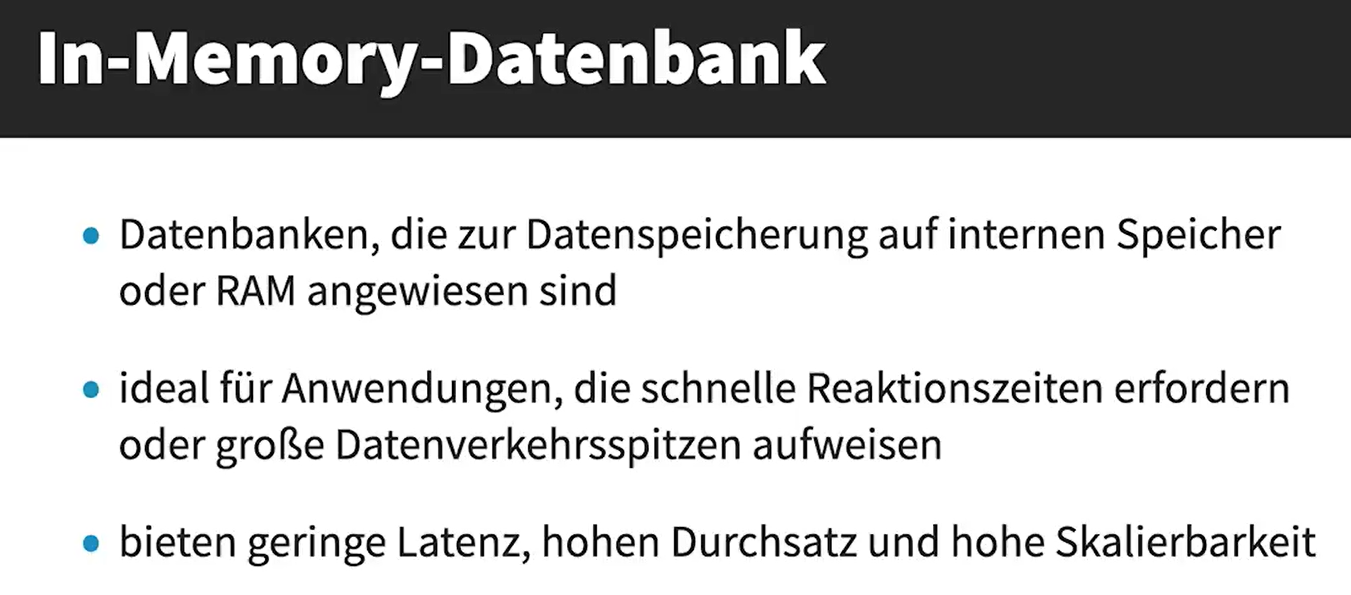 In-Memory-Datenbank
• Datenbanken, die zur Datenspeicherung auf internen Speicher
oder RAM angewiesen sind
• ideal für Anwendungen, die schnelle Reaktionszeiten erfordern
oder große Datenverkehrsspitzen aufweisen
• bieten geringe Latenz, hohen Durchsatz und hohe Skalierbarkeit